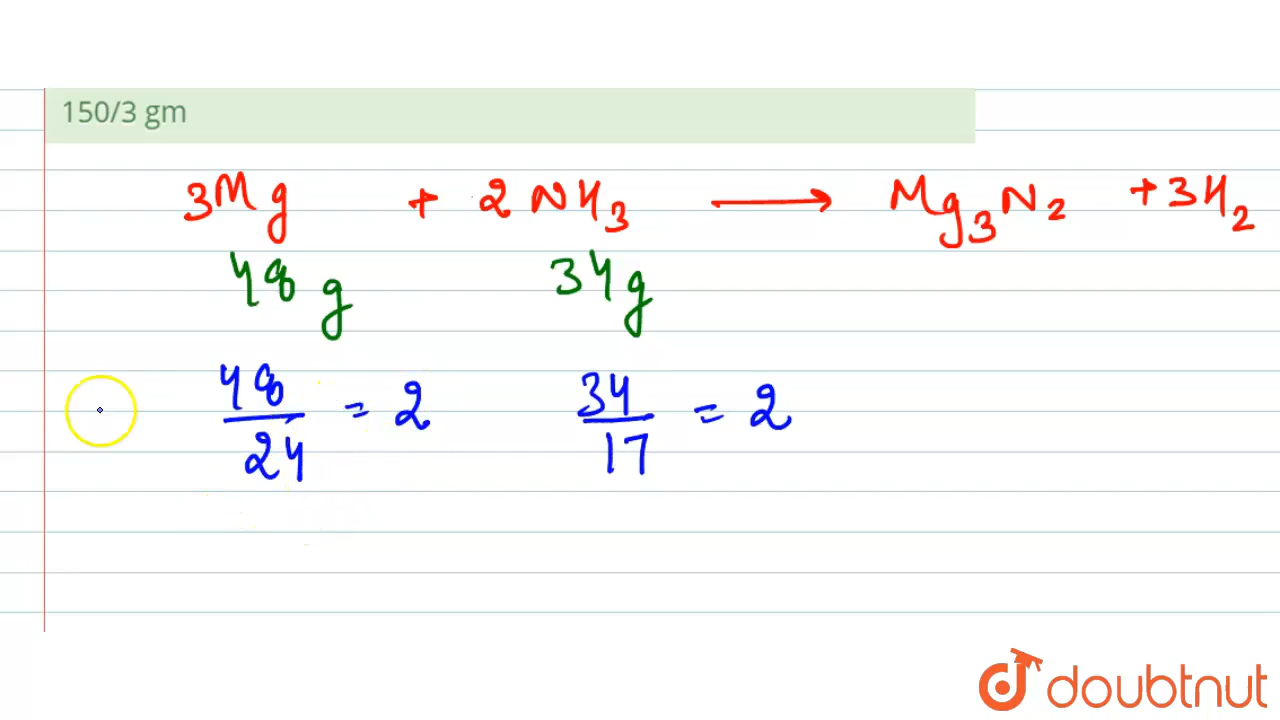 150/3 gm
3Mg + 2NH₃ ⟶ Mg₃N₂ + 3H₂
48 g 34 g
48/24 = 2 34/17 = 2
doubtnut